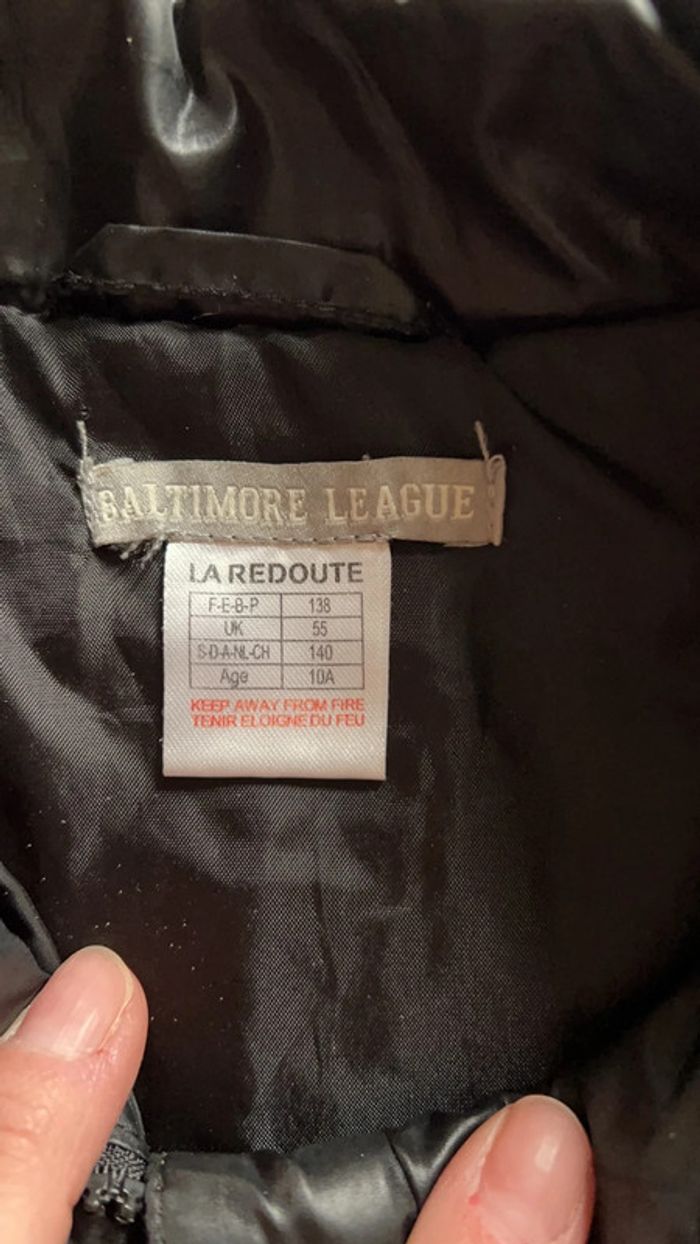 BALTIMORE LEAGUE
LA REDOUTE
F-E-B-P 138
UK 55
S-D-A-NL-CH 140
Age 10A
KEEP AWAY FROM FIRE
TENIR ELOIGNE DU FEU